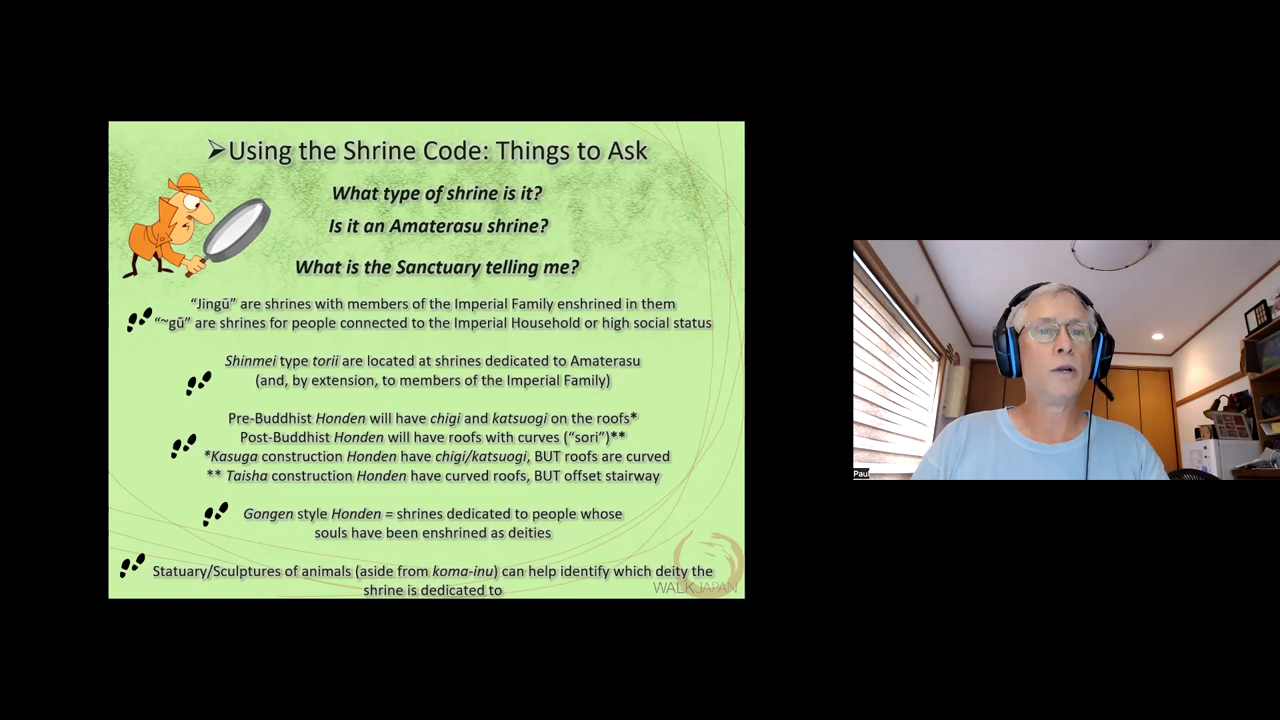 ➢Using the Shrine Code: Things to Ask
What type of shrine is it?
Is it an Amaterasu shrine?
What is the Sanctuary telling me?
“Jingū” are shrines with members of the Imperial Family enshrined in them
“~gū” are shrines for people connected to the Imperial Household or high social status
Shinmei type torii are located at shrines dedicated to Amaterasu
(and, by extension, to members of the Imperial Family)
Pre-Buddhist Honden will have chigi and katsuogi on the roofs*
Post-Buddhist Honden will have roofs with curves (“sori”)**
*Kasuga construction Honden have chigi/katsuogi, BUT roofs are curved
** Taisha construction Honden have curved roofs, BUT offset stairway
Gongen style Honden = shrines dedicated to people whose
souls have been enshrined as deities
Statuary/Sculptures of animals (aside from koma-inu) can help identify which deity the
shrine is dedicated to
WALK JAPAN
Paul